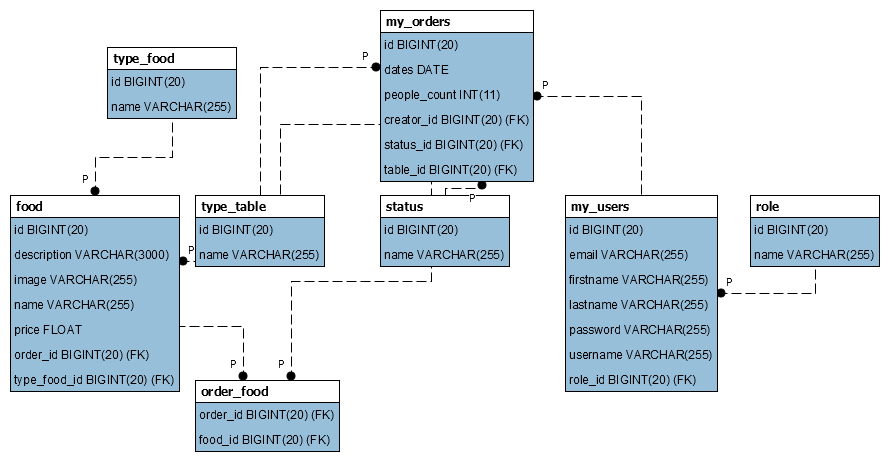 my_orders
id BIGINT(20)
dates DATE
people_count INT(11)
creator_id BIGINT(20) (FK)
status_id BIGINT(20) (FK)
table_id BIGINT(20) (FK)
type_food
id BIGINT(20)
name VARCHAR(255)
P
P
P
P
P
food
id BIGINT(20)
description VARCHAR(3000)
image VARCHAR(255)
name VARCHAR(255)
price FLOAT
order_id BIGINT(20) (FK)
type_food_id BIGINT(20) (FK)
type_table
id BIGINT(20)
name VARCHAR(255)
status
id BIGINT(20)
name VARCHAR(255)
my_users
id BIGINT(20)
email VARCHAR(255)
firstname VARCHAR(255)
lastname VARCHAR(255)
password VARCHAR(255)
username VARCHAR(255)
role_id BIGINT(20) (FK)
role
id BIGINT(20)
name VARCHAR(255)
P
P
P
order_food
order_id BIGINT(20) (FK)
food_id BIGINT(20) (FK)